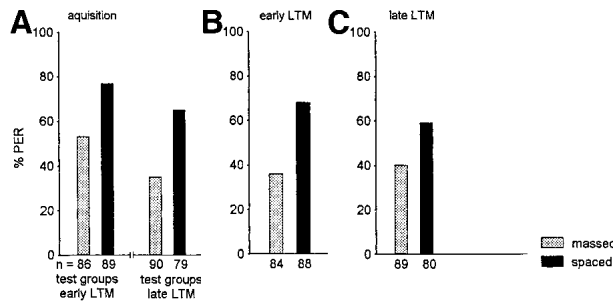 A aquisition
100
80
60
40
20
0
% PER
n = 86 89 90 79
test groups test groups
early LTM late LTM
B early LTM
100
80
60
40
20
0
84 88
C late LTM
100
80
60
40
20
0
89 80
massed
spaced